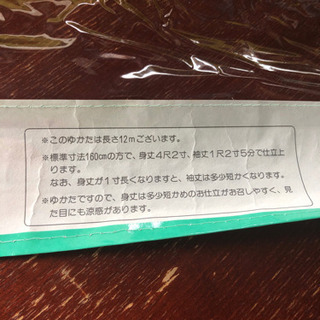 ※このゆかたは長さ12mございます。
※標準寸法160cmの方で、身丈4尺2寸、袖丈1尺2寸5分で仕立上
ります。
なお、身丈が1寸長くなりますと、袖丈は多少短かくなります。
※ゆかたですので、身丈は多少短かめのお仕立がお召しやすく、見
た目にも涼感があります。